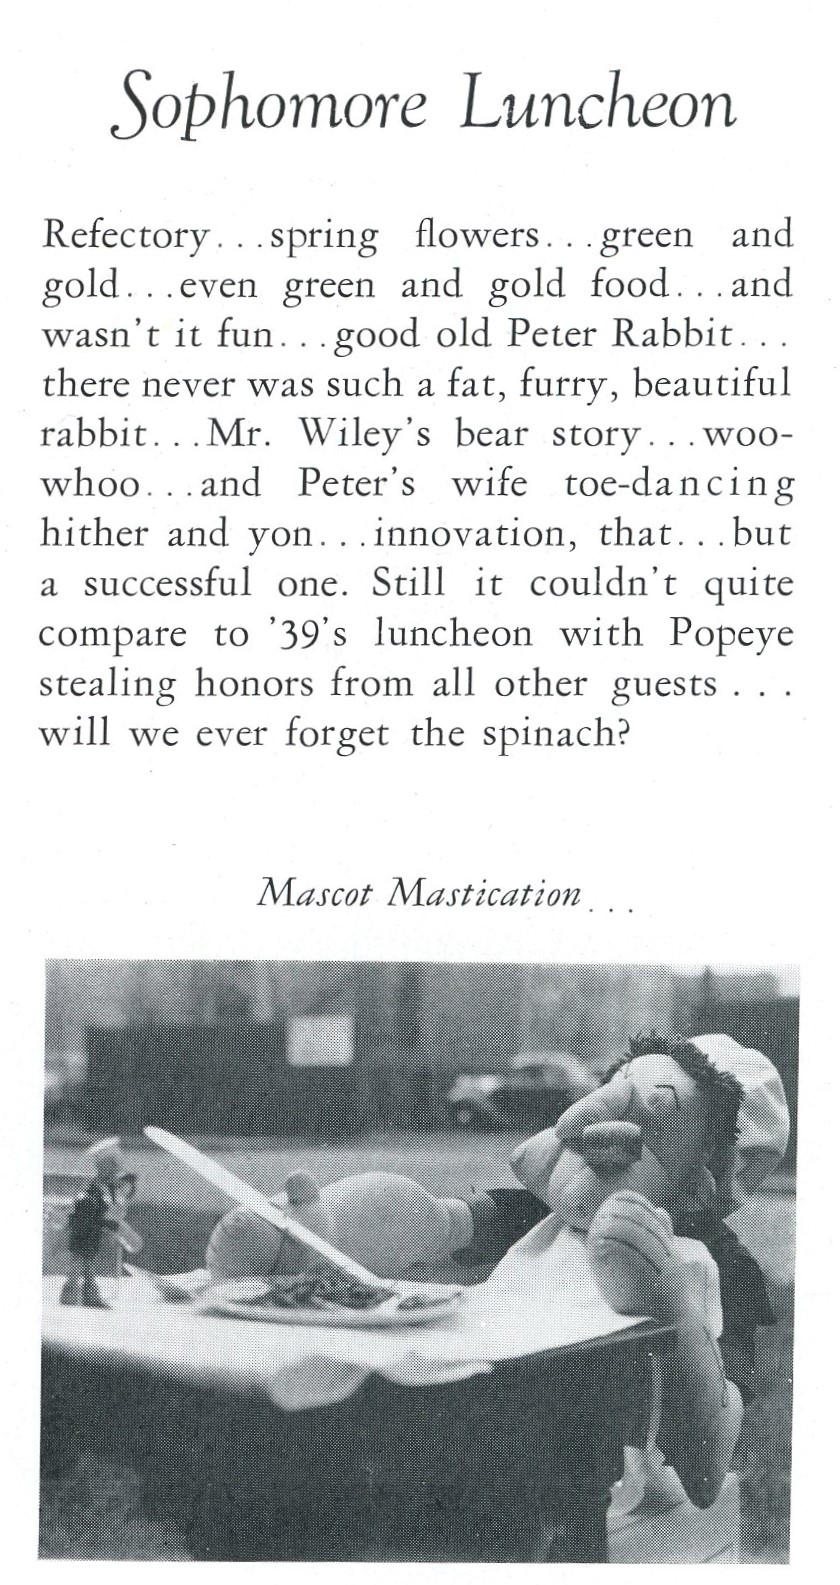 Sophomore Luncheon
Refectory...spring flowers...green and
gold...even green and gold food...and
wasn't it fun...good old Peter Rabbit...
there never was such a fat, furry, beautiful
rabbit...Mr. Wiley's bear story...woo-
whoo...and Peter's wife toe-dancing
hither and yon...innovation, that...but
a successful one. Still it couldn't quite
compare to '39's luncheon with Popeye
stealing honors from all other guests . . .
will we ever forget the spinach?
Mascot Mastication . . .